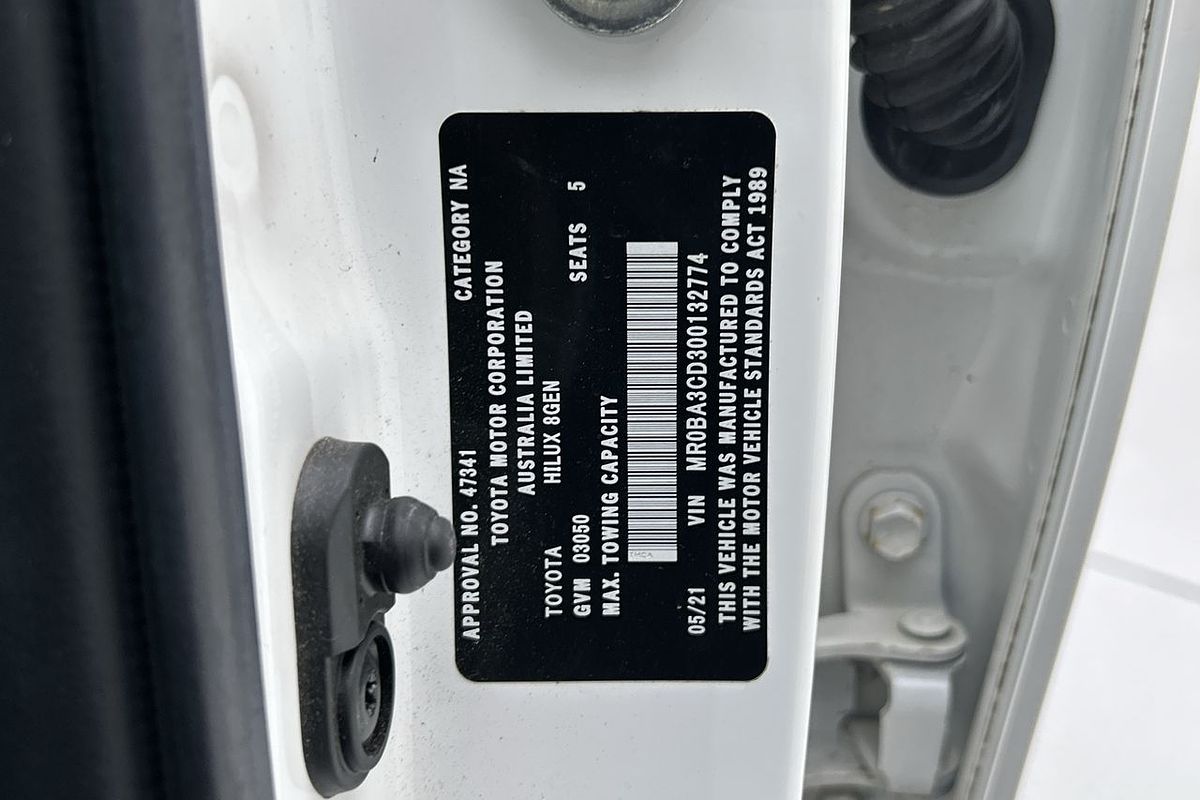 APPROVAL NO. 47341 CATEGORY NA
TOYOTA MOTOR CORPORATION
AUSTRALIA LIMITED
TOYOTA HILUX 8GEN
GVM 03050 SEATS 5
MAX. TOWING CAPACITY
TMCA
05/21 VIN MR0BA3CD300132774
THIS VEHICLE WAS MANUFACTURED TO COMPLY
WITH THE MOTOR VEHICLE STANDARDS ACT 1989